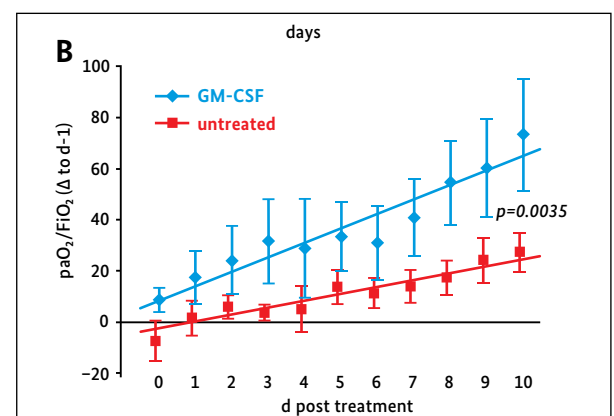 days
B
100
80
60
40
20
0
−20
paO₂/FiO₂ (Δ to d-1)
GM-CSF
untreated
p=0.0035
0 1 2 3 4 5 6 7 8 9 10
d post treatment